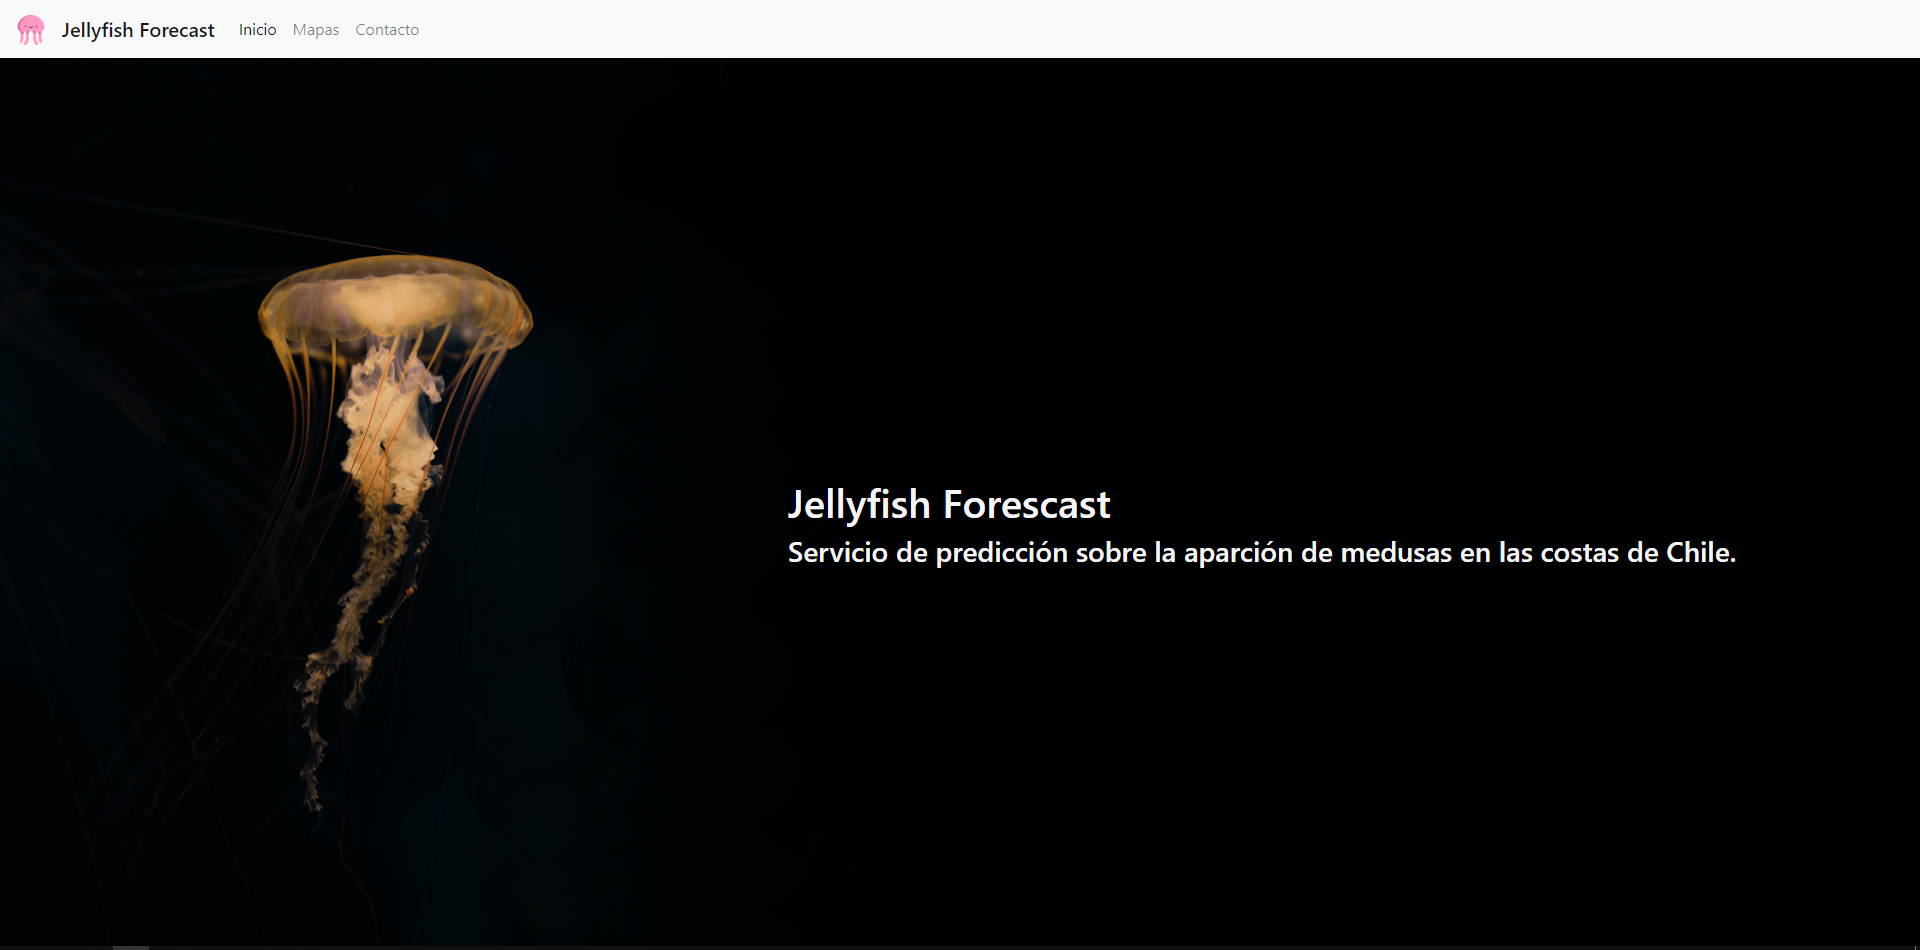 Jellyfish Forecast Inicio Mapas Contacto
Jellyfish Forescast
Servicio de predicción sobre la aparción de medusas en las costas de Chile.